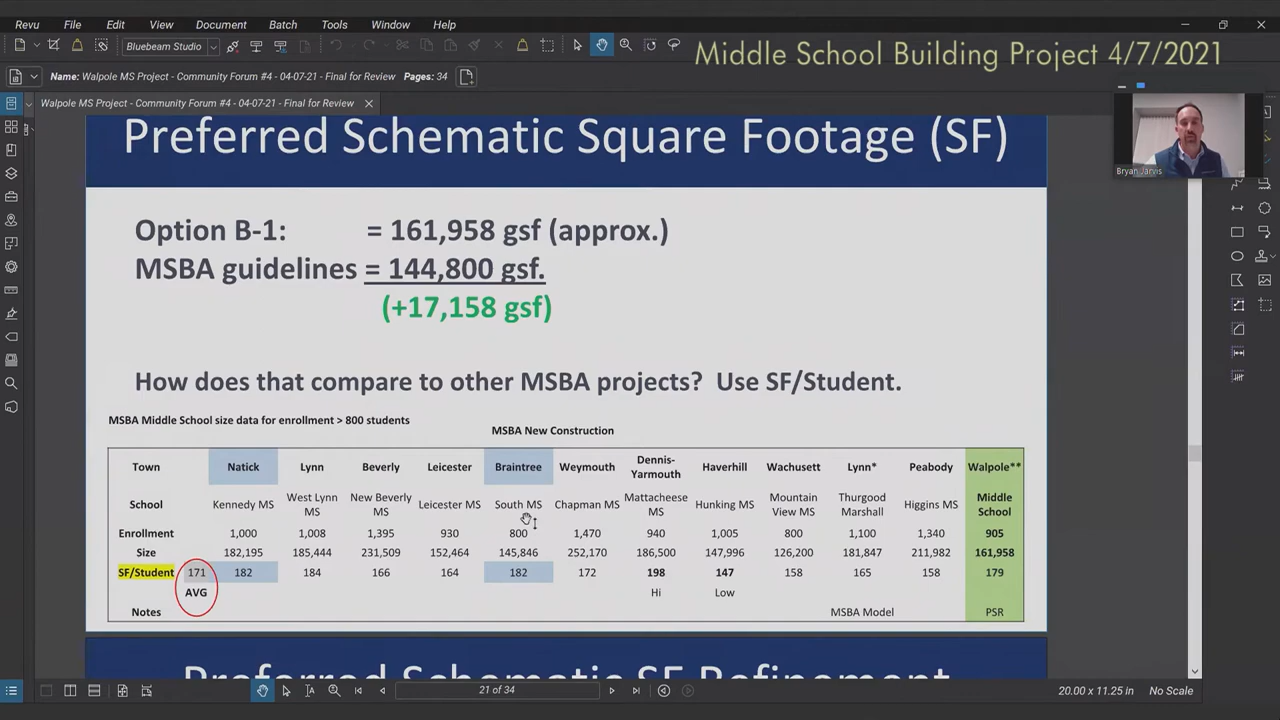 Revu File Edit View Document Batch Tools Window Help
Bluebeam Studio
Middle School Building Project 4/7/2021
Name: Walpole MS Project - Community Forum #4 - 04-07-21 - Final for Review Pages: 34
Walpole MS Project - Community Forum #4 - 04-07-21 - Final for Review
Bryan Jarvis
Preferred Schematic Square Footage (SF)
Option B-1: = 161,958 gsf (approx.)
MSBA guidelines = 144,800 gsf.
(+17,158 gsf)
How does that compare to other MSBA projects? Use SF/Student.
MSBA Middle School size data for enrollment > 800 students
MSBA New Construction
Town Natick Lynn Beverly Leicester Braintree Weymouth Dennis-Yarmouth Haverhill Wachusett Lynn* Peabody Walpole**
School Kennedy MS West Lynn MS New Beverly MS Leicester MS South MS Chapman MS Mattacheese MS Hunking MS Mountain View MS Thurgood Marshall Higgins MS Middle School
Enrollment 1,000 1,008 1,395 930 800 1,470 940 1,005 800 1,100 1,340 905
Size 182,195 185,444 231,509 152,464 145,846 252,170 186,500 147,996 126,200 181,847 211,982 161,958
SF/Student 171 182 184 166 164 182 172 198 147 158 165 158 179
AVG Hi Low
Notes MSBA Model PSR
Preferred Schematic SF Refinement
21 of 34
20.00 x 11.25 in No Scale